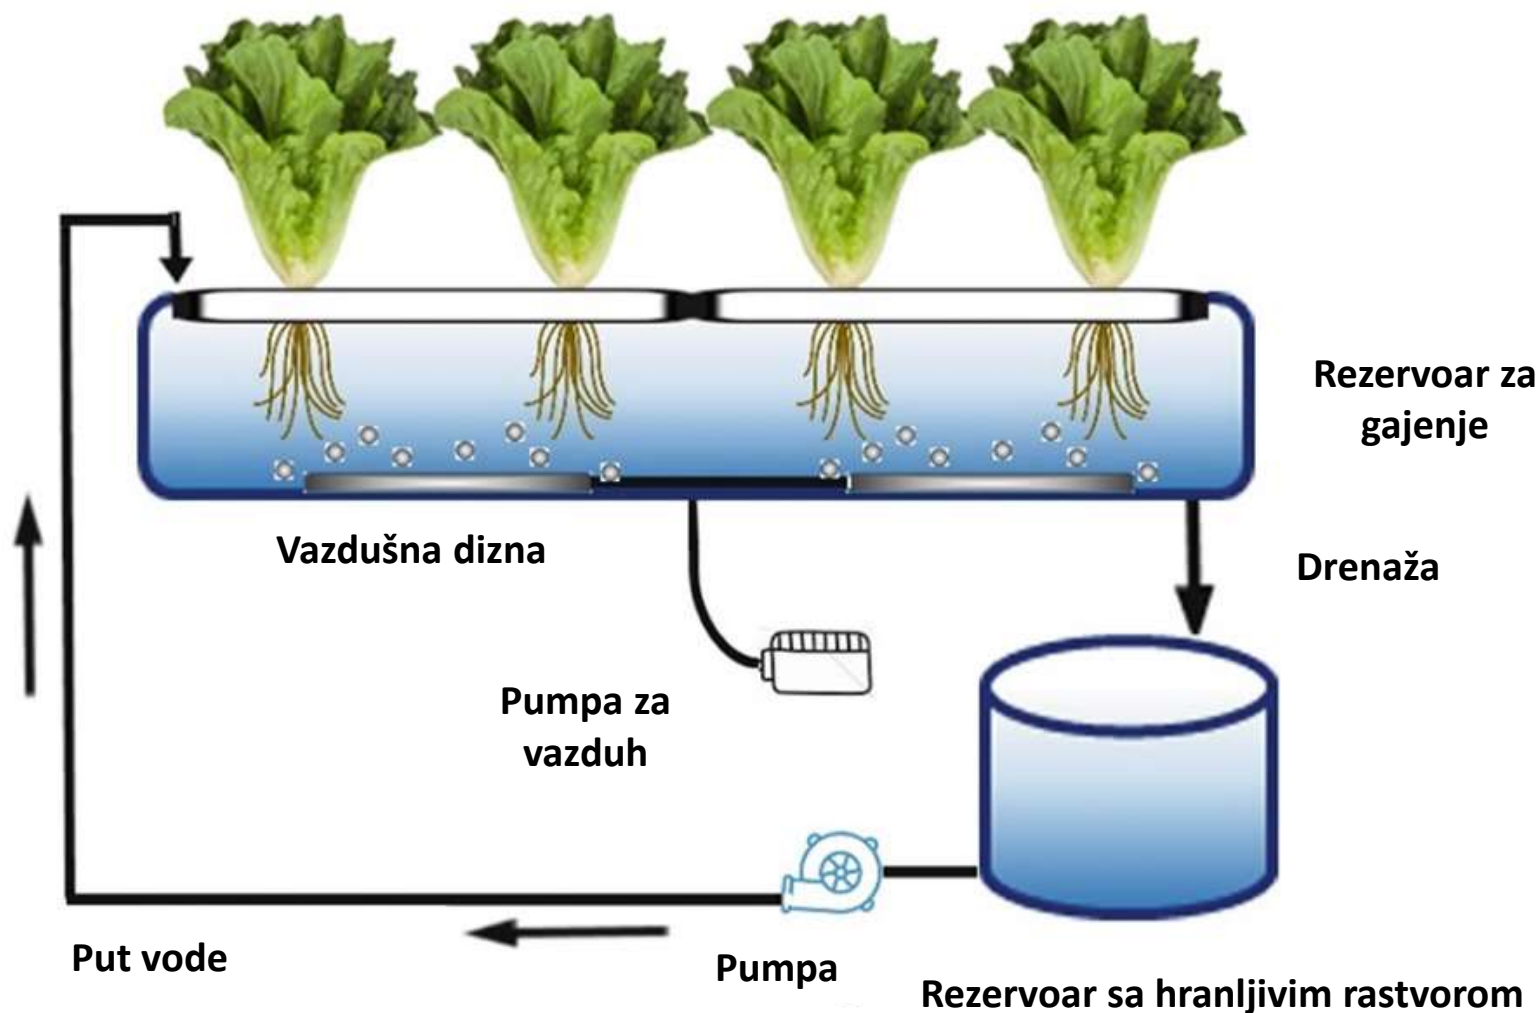 Rezervoar za
gajenje
Vazdušna dizna
Drenaža
Pumpa za
vazduh
Put vode
Pumpa
Rezervoar sa hranljivim rastvorom